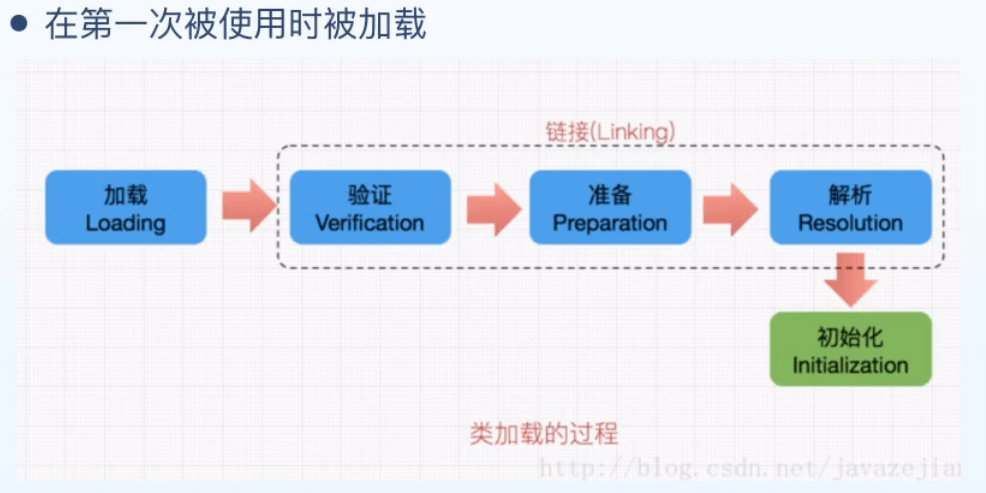 在第一次被使用时被加载
链接(Linking)
加载
Loading
验证
Verification
准备
Preparation
解析
Resolution
初始化
Initialization
类加载的过程
http://blog.csdn.net/javazejian